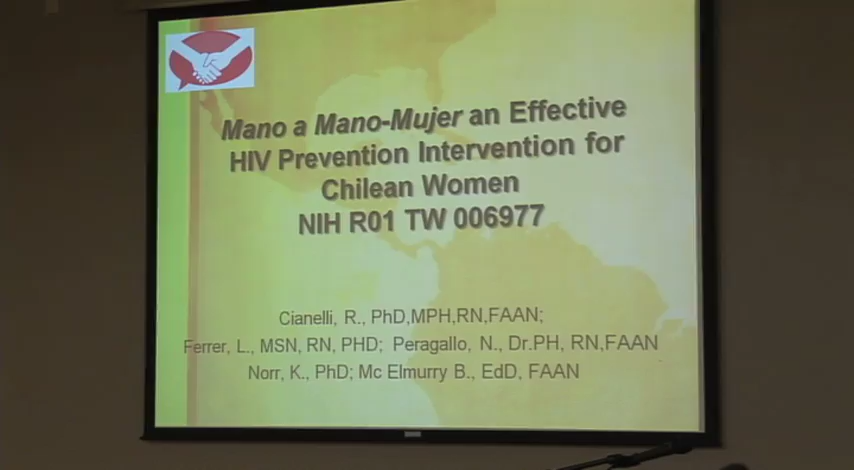 Mano a Mano-Mujer an Effective
HIV Prevention Intervention for
Chilean Women
NIH R01 TW 006977
Cianelli, R., PhD,MPH,RN,FAAN;
Ferrer, L., MSN, RN, PHD; Peragallo, N., Dr.PH, RN,FAAN
Norr, K., PhD; Mc Elmurry B., EdD, FAAN